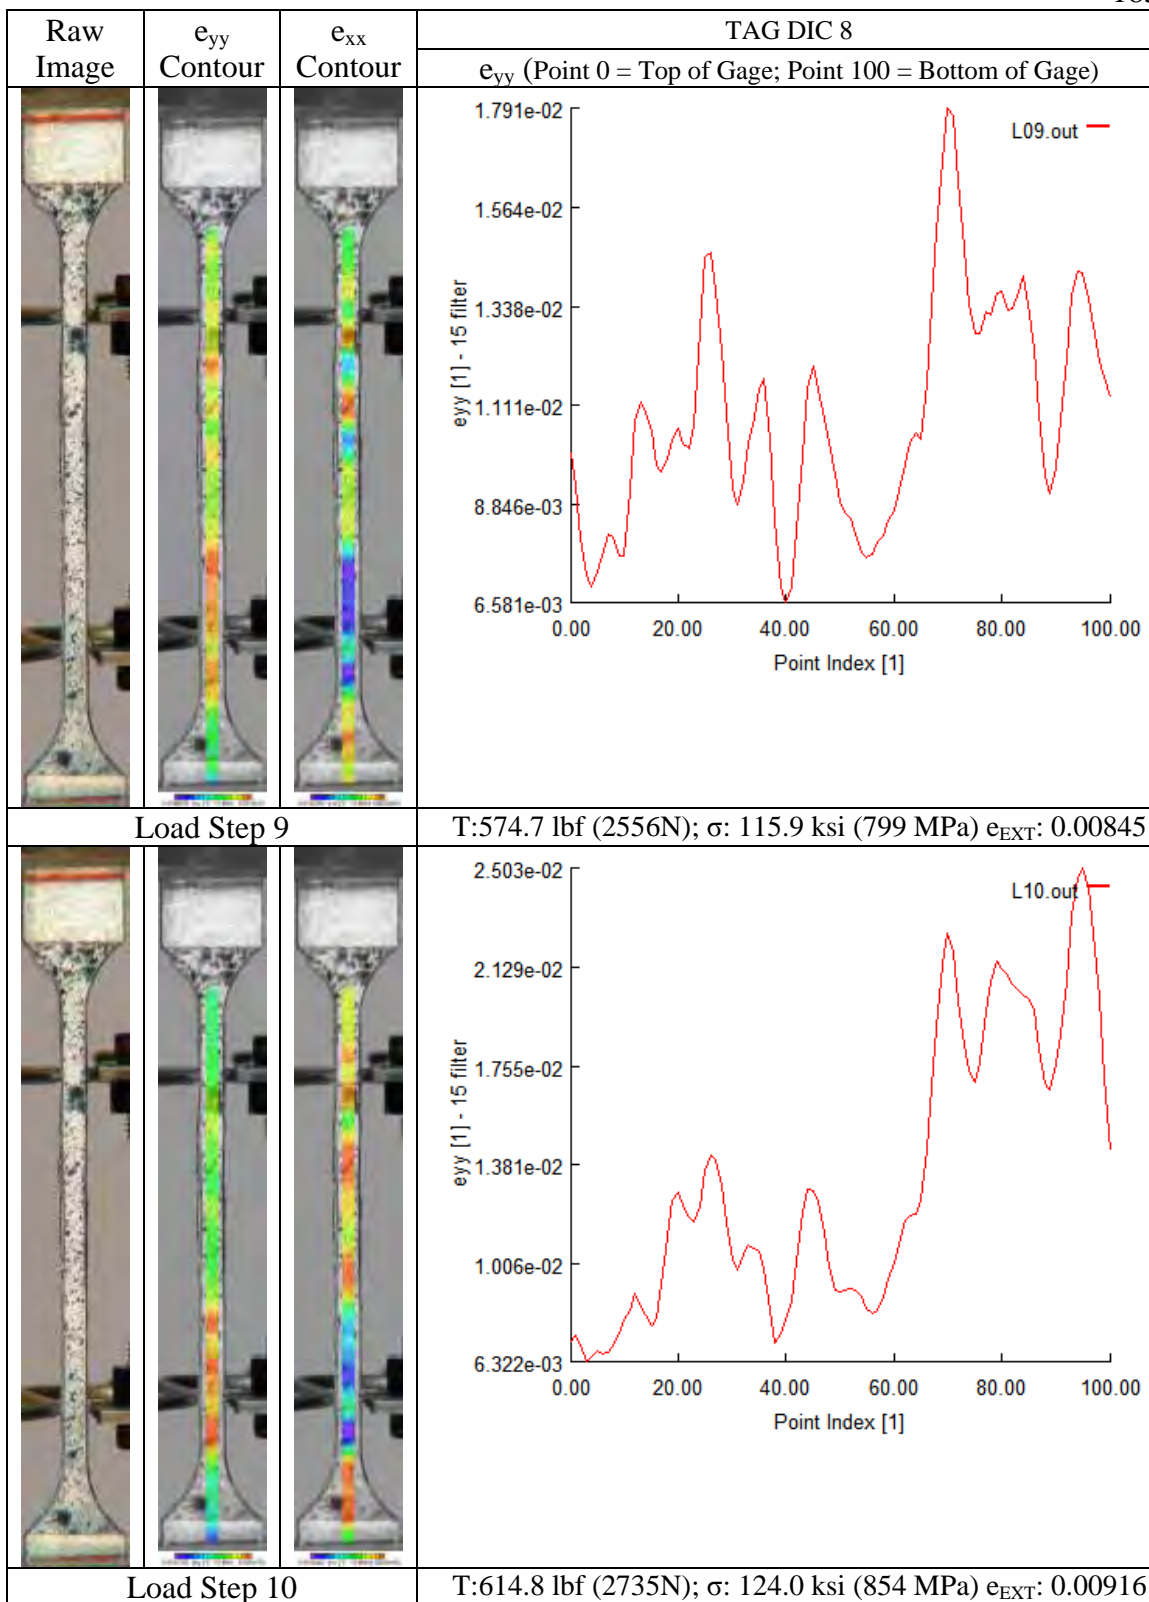 Raw Image
e_yy Contour
e_xx Contour
TAG DIC 8
e_yy (Point 0 = Top of Gage; Point 100 = Bottom of Gage)
1.791e-02
1.564e-02
1.338e-02
1.111e-02
8.846e-03
6.581e-03
eyy [1] - 15 filter
L09.out
0.00 20.00 40.00 60.00 80.00 100.00
Point Index [1]
Load Step 9
T:574.7 lbf (2556N); σ: 115.9 ksi (799 MPa) e_EXT: 0.00845
2.503e-02
2.129e-02
1.755e-02
1.381e-02
1.006e-02
6.322e-03
eyy [1] - 15 filter
L10.out
0.00 20.00 40.00 60.00 80.00 100.00
Point Index [1]
Load Step 10
T:614.8 lbf (2735N); σ: 124.0 ksi (854 MPa) e_EXT: 0.00916